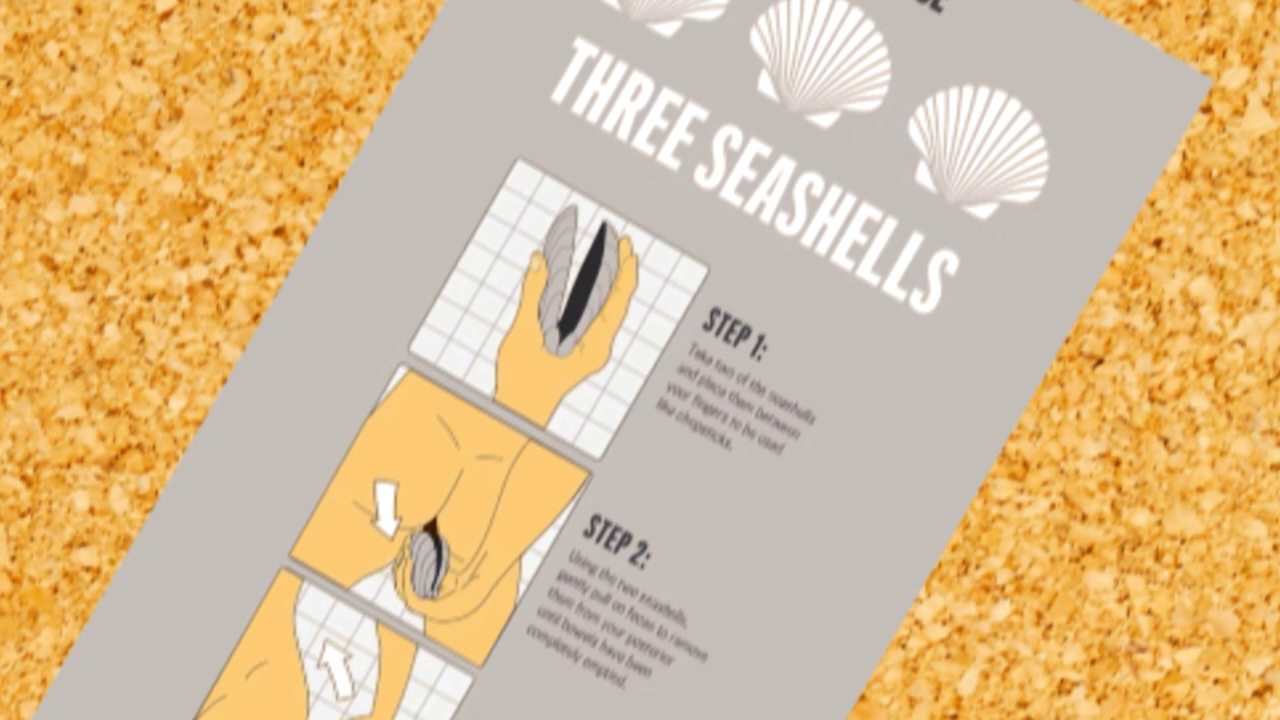 THREE SEASHELLS
STEP 1:
Take two of the seashells
and place them between
your fingers to be used
like chopsticks.
STEP 2:
Using the two seashells,
gently pull on feces to remove
them from your posterior
until bowels have been
completely emptied.